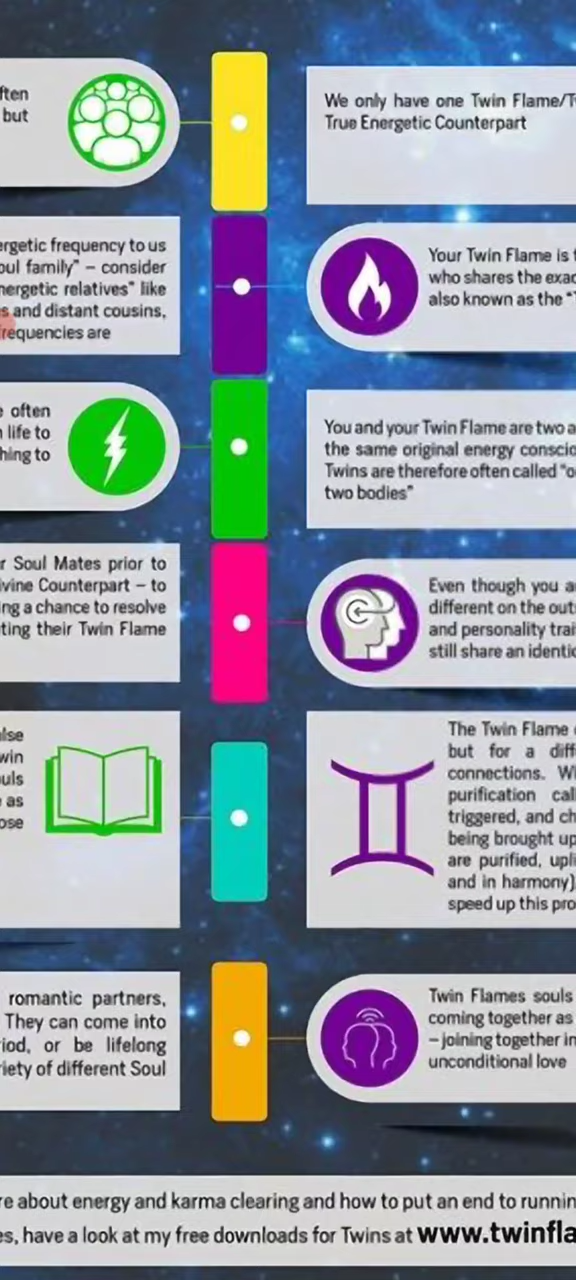 ften
but
ergetic frequency to us
oul family" – consider
nergetic relatives" like
s and distant cousins,
frequencies are
e often
n life to
hing to
r Soul Mates prior to
ivine Counterpart – to
ing a chance to resolve
ting their Twin Flame
alse
win
uls
e as
ose
romantic partners,
They can come into
iod, or be lifelong
riety of different Soul
We only have one Twin Flame/Tw
True Energetic Counterpart
Your Twin Flame is t
who shares the exac
also known as the "T
You and your Twin Flame are two a
the same original energy conscio
Twins are therefore often called "o
two bodies"
Even though you a
different on the outs
and personality trai
still share an identic
The Twin Flame
but for a diff
connections. Wh
purification call
triggered, and ch
being brought up
are purified, upli
and in harmony)
speed up this pro
Twin Flames souls
coming together as
– joining together in
unconditional love
re about energy and karma clearing and how to put an end to runnin
es, have a look at my free downloads for Twins at www.twinfla